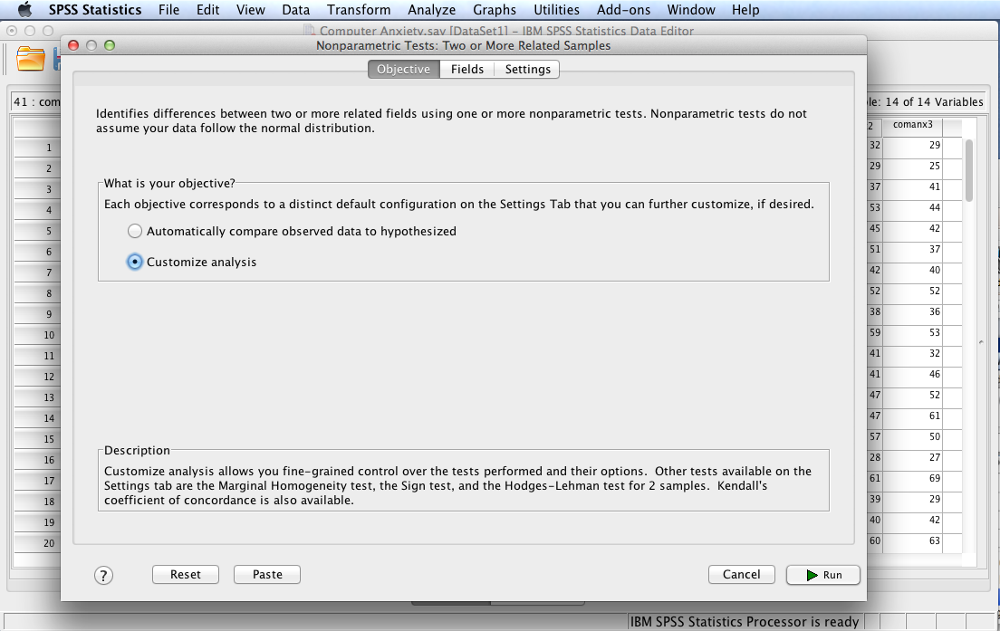 SPSS Statistics File Edit View Data Transform Analyze Graphs Utilities Add-ons Window Help
Computer Anxiety.sav [DataSet1] – IBM SPSS Statistics Data Editor
Nonparametric Tests: Two or More Related Samples
Objective Fields Settings
41 : com
le: 14 of 14 Variables
Identifies differences between two or more related fields using one or more nonparametric tests. Nonparametric tests do not
assume your data follow the normal distribution.
2 comanx3
1 32 29
2 29 25
3 37 41
4 53 44
5 45 42
6 51 37
7 42 40
8 52 52
9 38 36
10 59 53
11 41 32
12 41 46
13 47 52
14 47 61
15 57 50
16 28 27
17 61 69
18 39 29
19 40 42
20 60 63
What is your objective?
Each objective corresponds to a distinct default configuration on the Settings Tab that you can further customize, if desired.
Automatically compare observed data to hypothesized
Customize analysis
Description
Customize analysis allows you fine-grained control over the tests performed and their options. Other tests available on the
Settings tab are the Marginal Homogeneity test, the Sign test, and the Hodges-Lehman test for 2 samples. Kendall's
coefficient of concordance is also available.
? Reset Paste Cancel Run
IBM SPSS Statistics Processor is ready